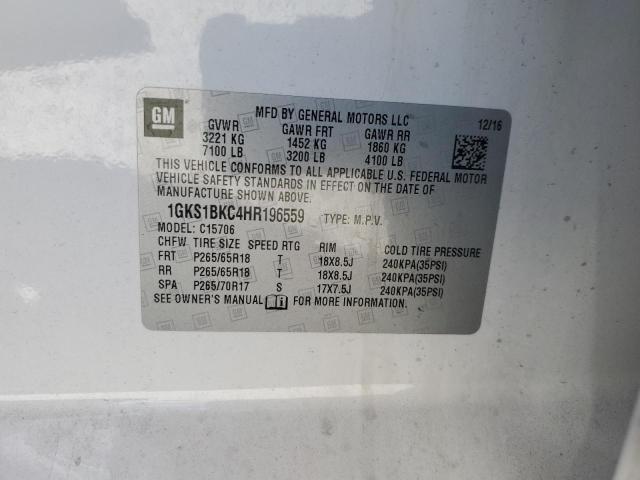 GM
MFD BY GENERAL MOTORS LLC
12/16
GVWR GAWR FRT GAWR RR
3221 KG 1452 KG 1860 KG
7100 LB 3200 LB 4100 LB
THIS VEHICLE CONFORMS TO ALL APPLICABLE U.S. FEDERAL MOTOR
VEHICLE SAFETY STANDARDS IN EFFECT ON THE DATE OF
MANUFACTURE SHOWN ABOVE.
1GKS1BKC4HR196559 TYPE: M.P.V.
MODEL: C15706
CHFW TIRE SIZE SPEED RTG RIM COLD TIRE PRESSURE
FRT P265/65R18 T 18X8.5J 240KPA(35PSI)
RR P265/65R18 T 18X8.5J 240KPA(35PSI)
SPA P265/70R17 S 17X7.5J 240KPA(35PSI)
SEE OWNER'S MANUAL FOR MORE INFORMATION.